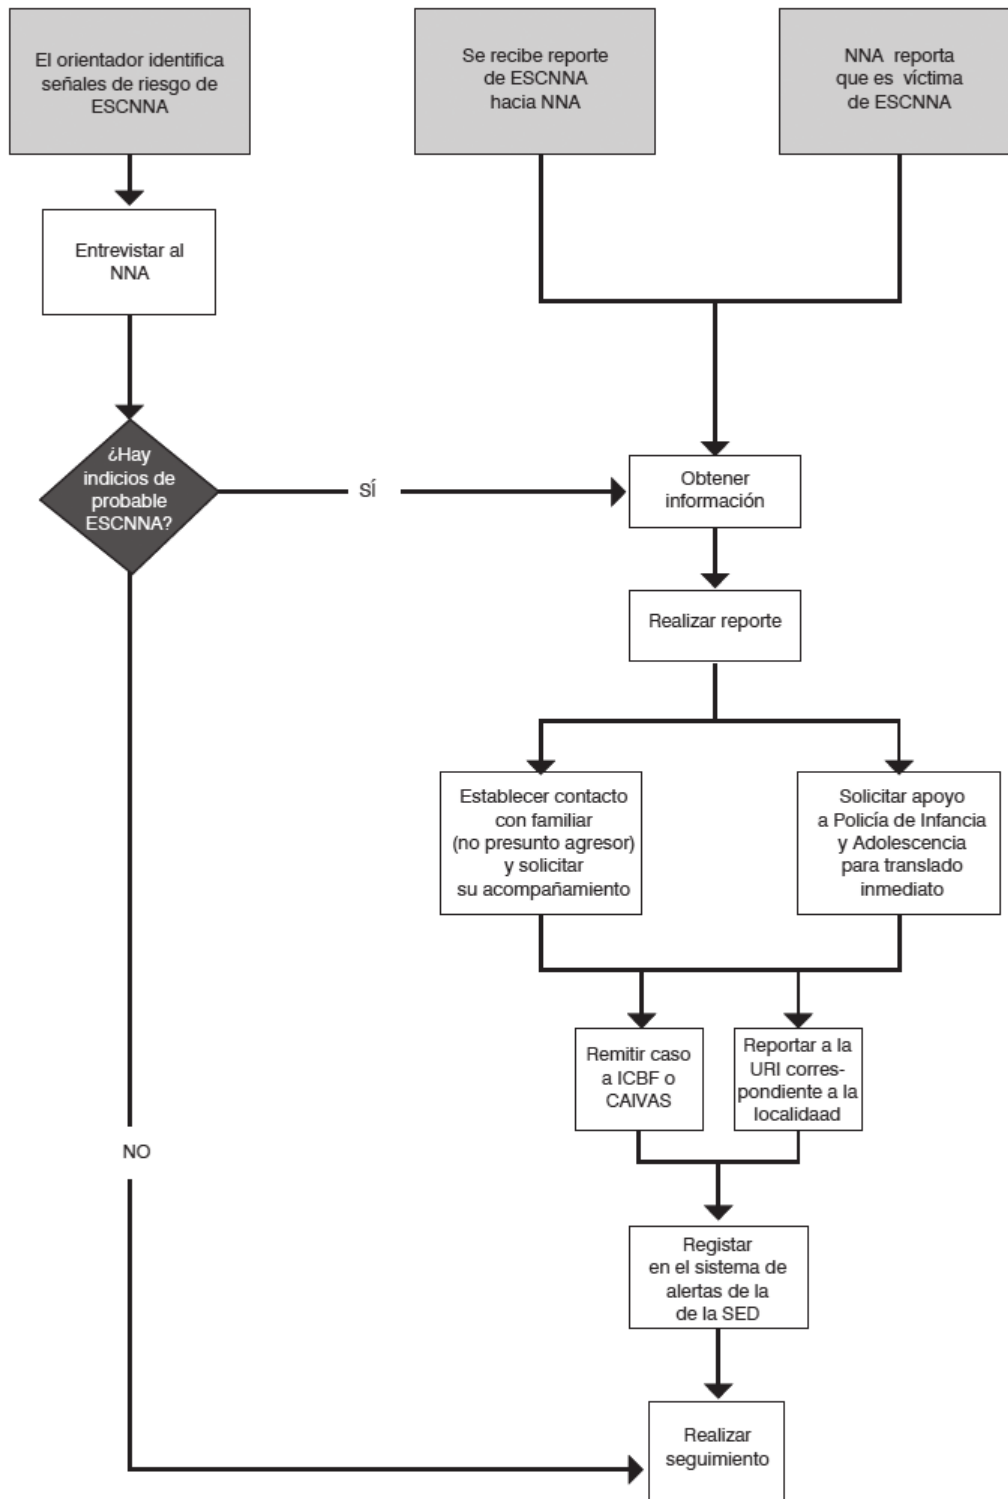 El orientador identifica
señales de riesgo de
ESCNNA
Se recibe reporte
de ESCNNA
hacia NNA
NNA reporta
que es víctima
de ESCNNA
Entrevistar al
NNA
¿Hay
indicios de
probable
ESCNNA?
SÍ
Obtener
información
Realizar reporte
Establecer contacto
con familiar
(no presunto agresor)
y solicitar
su acompañamiento
Solicitar apoyo
a Policía de Infancia
y Adolescencia
para translado
inmediato
Remitir caso
a ICBF o
CAIVAS
Reportar a la
URI corres-
pondiente a la
localidaad
NO
Registar
en el sistema de
alertas de la
de la SED
Realizar
seguimiento